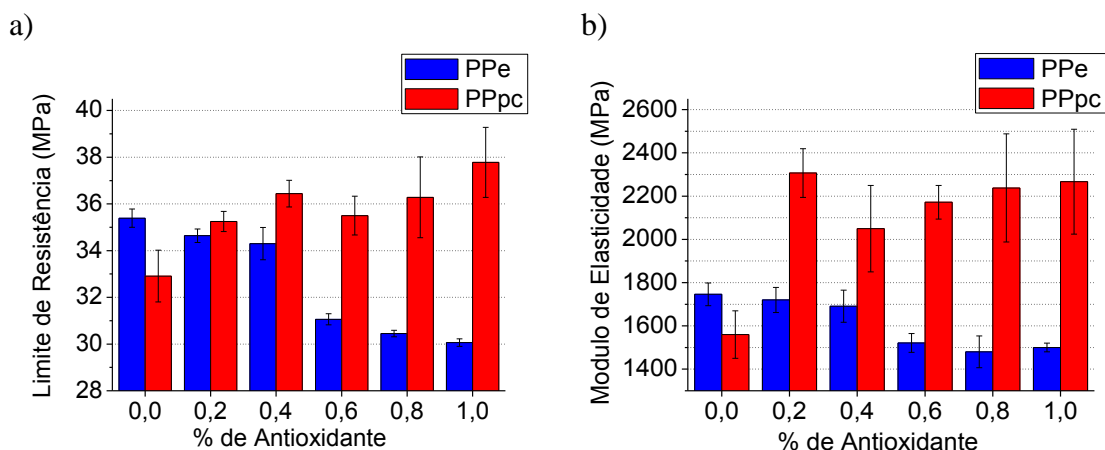 a)
PPe
PPpc
Limite de Resistência (MPa)
40
38
36
34
32
30
28
0,0 0,2 0,4 0,6 0,8 1,0
% de Antioxidante
b)
PPe
PPpc
Modulo de Elasticidade (MPa)
2600
2400
2200
2000
1800
1600
1400
0,0 0,2 0,4 0,6 0,8 1,0
% de Antioxidante